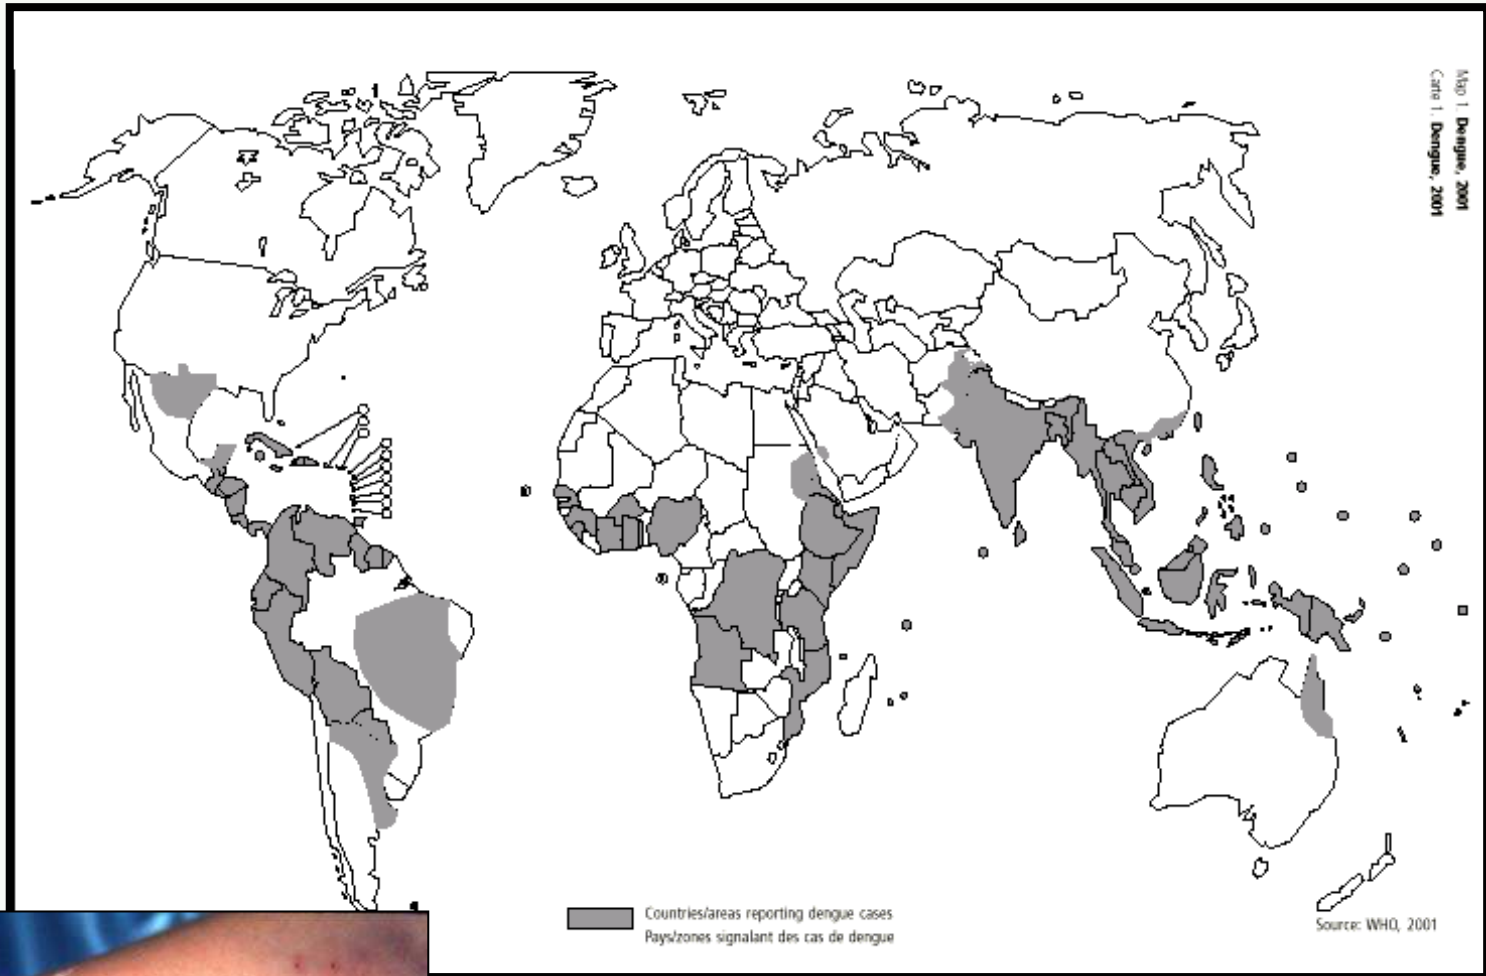 Map 1. Dengue, 2001
Carte 1. Dengue, 2001
Countries/areas reporting dengue cases
Pays/zones signalant des cas de dengue
Source: WHO, 2001